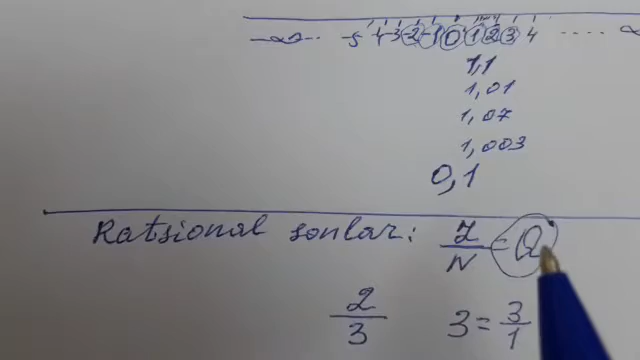 -∞.. -5 -4 -3 -2 -1 0 1 2 3 4 .... ∞
1,1
1,01
1,07
1,003
0,1
Ratsional sonlar: Z/N = Q
2/3 3 = 3/1